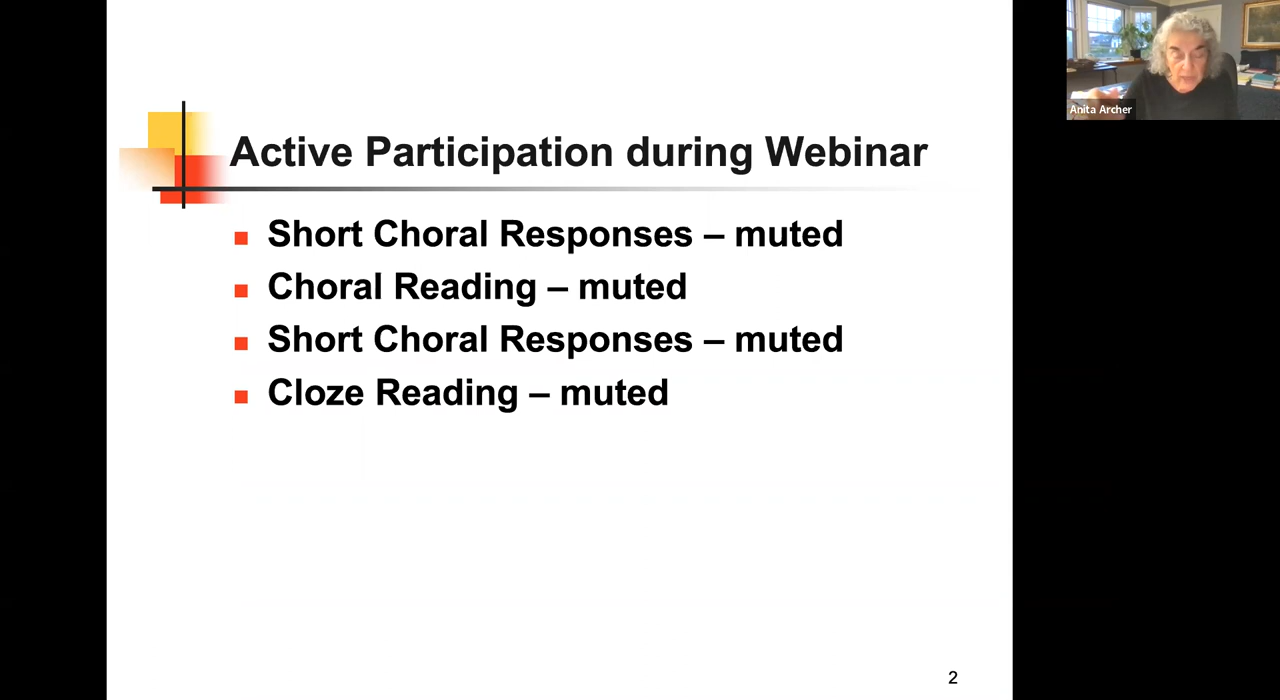 Active Participation during Webinar
Short Choral Responses – muted
Choral Reading – muted
Short Choral Responses – muted
Cloze Reading – muted
2
Anita Archer